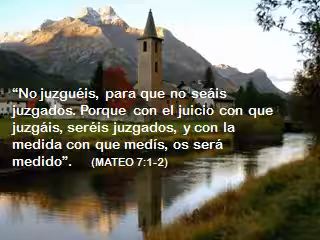 “No juzguéis, para que no seáis
juzgados. Porque con el juicio con que
juzgáis, seréis juzgados, y con la
medida con que medís, os será
medido”. (MATEO 7:1-2)